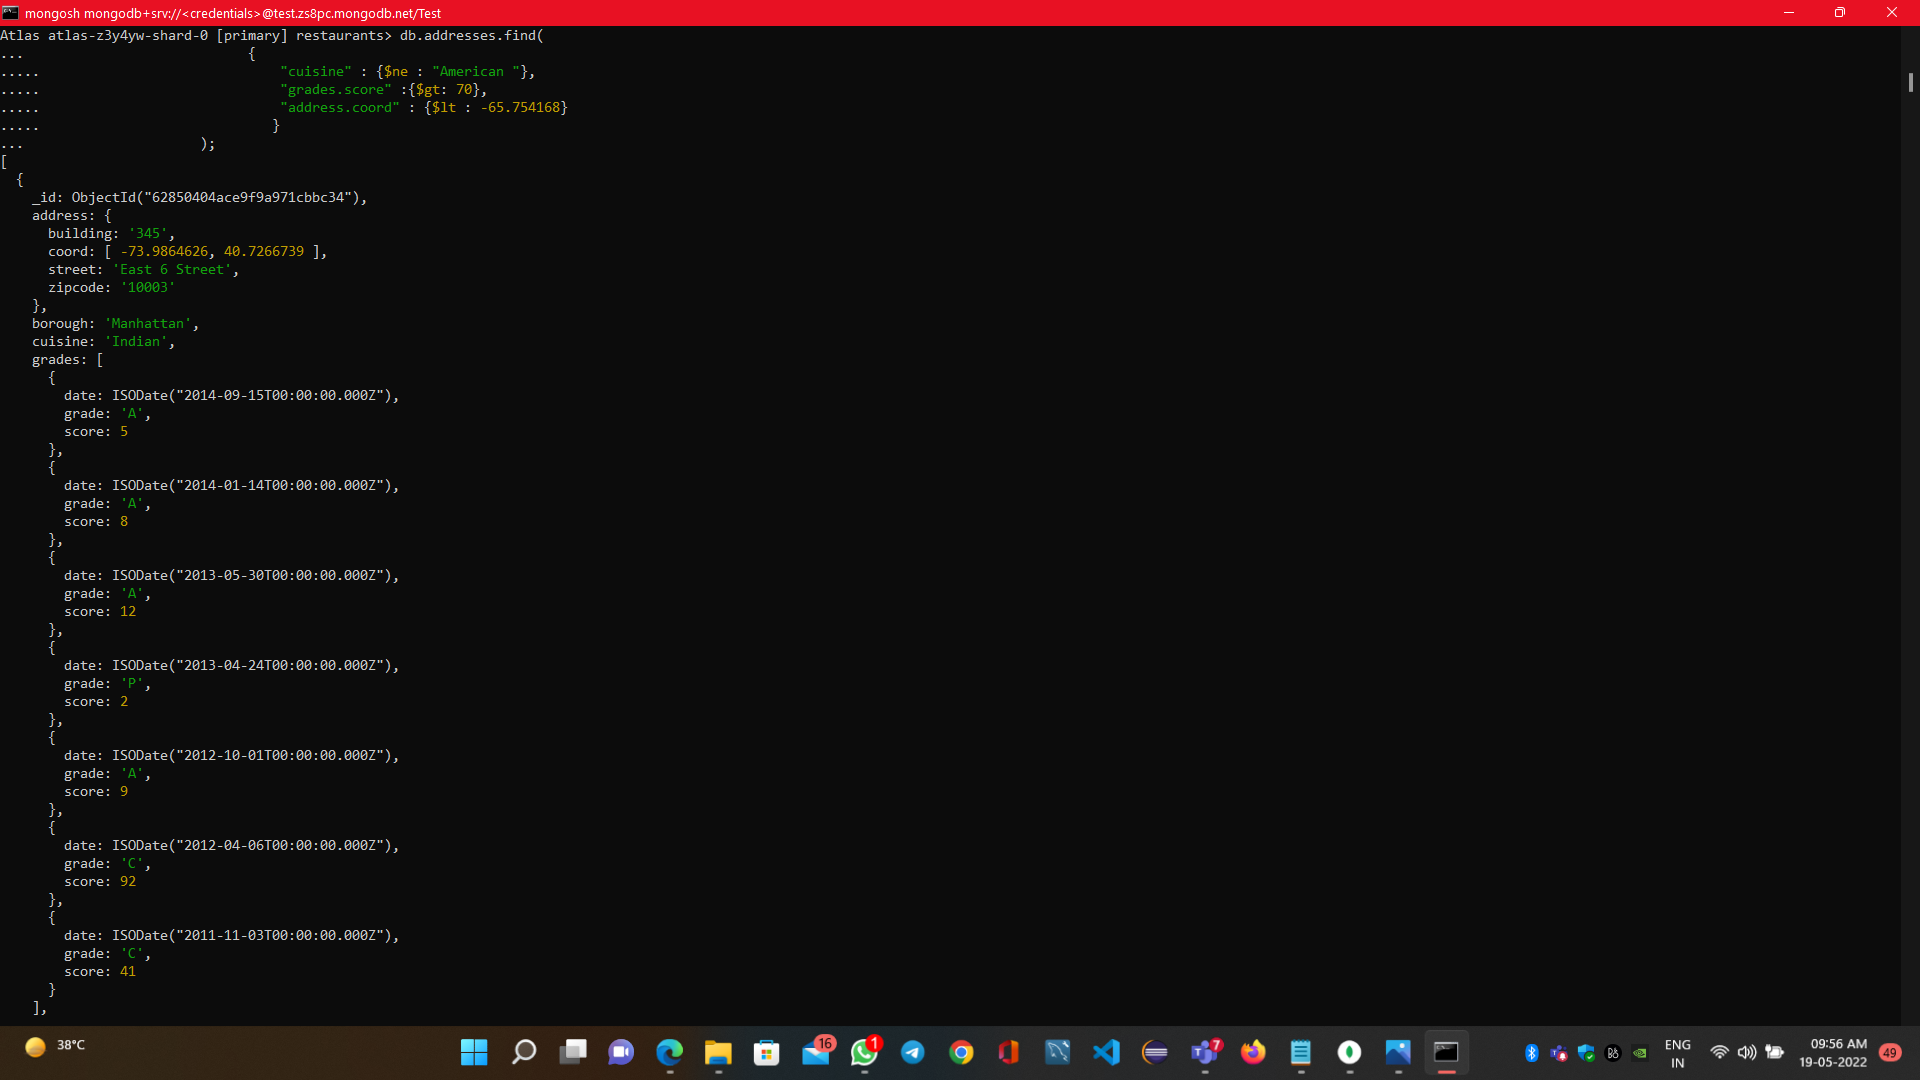 mongosh mongodb+srv://<credentials>@test.zs8pc.mongodb.net/Test
Atlas atlas-z3y4yw-shard-0 [primary] restaurants> db.addresses.find(
...                            {
.....                              "cuisine" : {$ne : "American "},
.....                              "grades.score" :{$gt: 70},
.....                              "address.coord" : {$lt : -65.754168}
.....                             }
...                      );
[
  {
    _id: ObjectId("62850404ace9f9a971cbbc34"),
    address: {
      building: '345',
      coord: [ -73.9864626, 40.7266739 ],
      street: 'East 6 Street',
      zipcode: '10003'
    },
    borough: 'Manhattan',
    cuisine: 'Indian',
    grades: [
      {
        date: ISODate("2014-09-15T00:00:00.000Z"),
        grade: 'A',
        score: 5
      },
      {
        date: ISODate("2014-01-14T00:00:00.000Z"),
        grade: 'A',
        score: 8
      },
      {
        date: ISODate("2013-05-30T00:00:00.000Z"),
        grade: 'A',
        score: 12
      },
      {
        date: ISODate("2013-04-24T00:00:00.000Z"),
        grade: 'P',
        score: 2
      },
      {
        date: ISODate("2012-10-01T00:00:00.000Z"),
        grade: 'A',
        score: 9
      },
      {
        date: ISODate("2012-04-06T00:00:00.000Z"),
        grade: 'C',
        score: 92
      },
      {
        date: ISODate("2011-11-03T00:00:00.000Z"),
        grade: 'C',
        score: 41
      }
    ],
38°C
16
1
7
ENG
IN
09:56 AM
19-05-2022
49